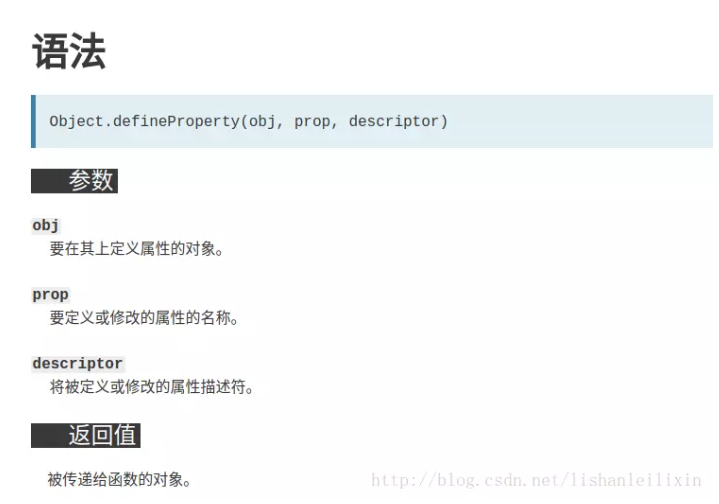 语法
Object.defineProperty(obj, prop, descriptor)
参数
obj
要在其上定义属性的对象。
prop
要定义或修改的属性的名称。
descriptor
将被定义或修改的属性描述符。
返回值
被传递给函数的对象。
http://blog.csdn.net/lishanleilixin